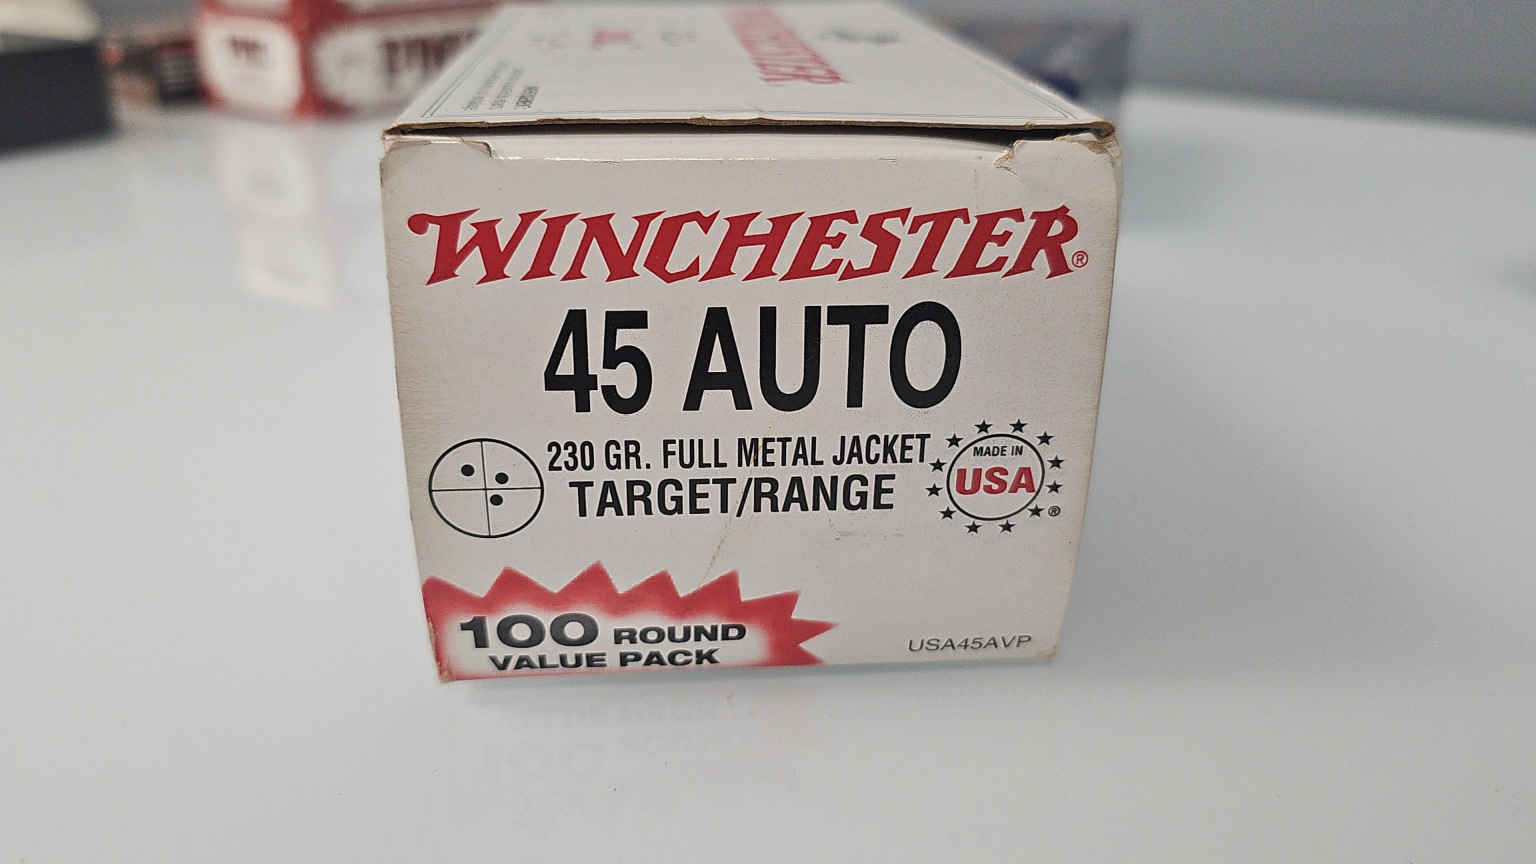 WINCHESTER®
45 AUTO
230 GR. FULL METAL JACKET
TARGET/RANGE
MADE IN
USA
®
100 ROUND
VALUE PACK
USA45AVP